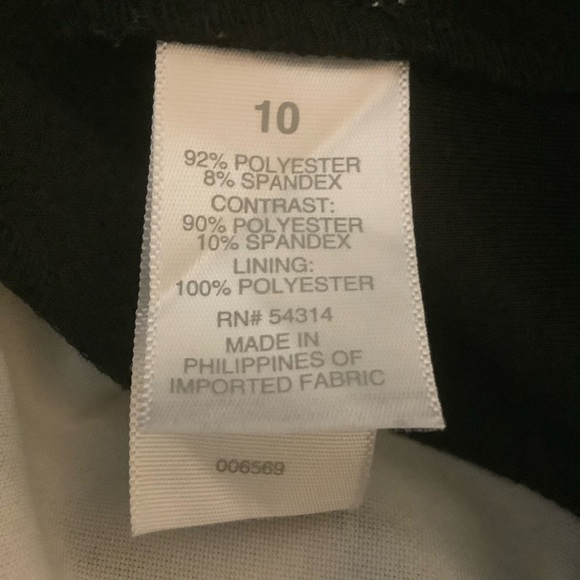 10
92% POLYESTER
8% SPANDEX
CONTRAST:
90% POLYESTER
10% SPANDEX
LINING:
100% POLYESTER
RN# 54314
MADE IN
PHILIPPINES OF
IMPORTED FABRIC
006569